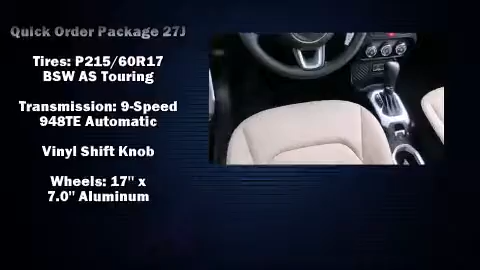 Quick Order Package 27J
Tires: P215/60R17
BSW AS Touring
Transmission: 9-Speed
948TE Automatic
Vinyl Shift Knob
Wheels: 17" x
7.0" Aluminum